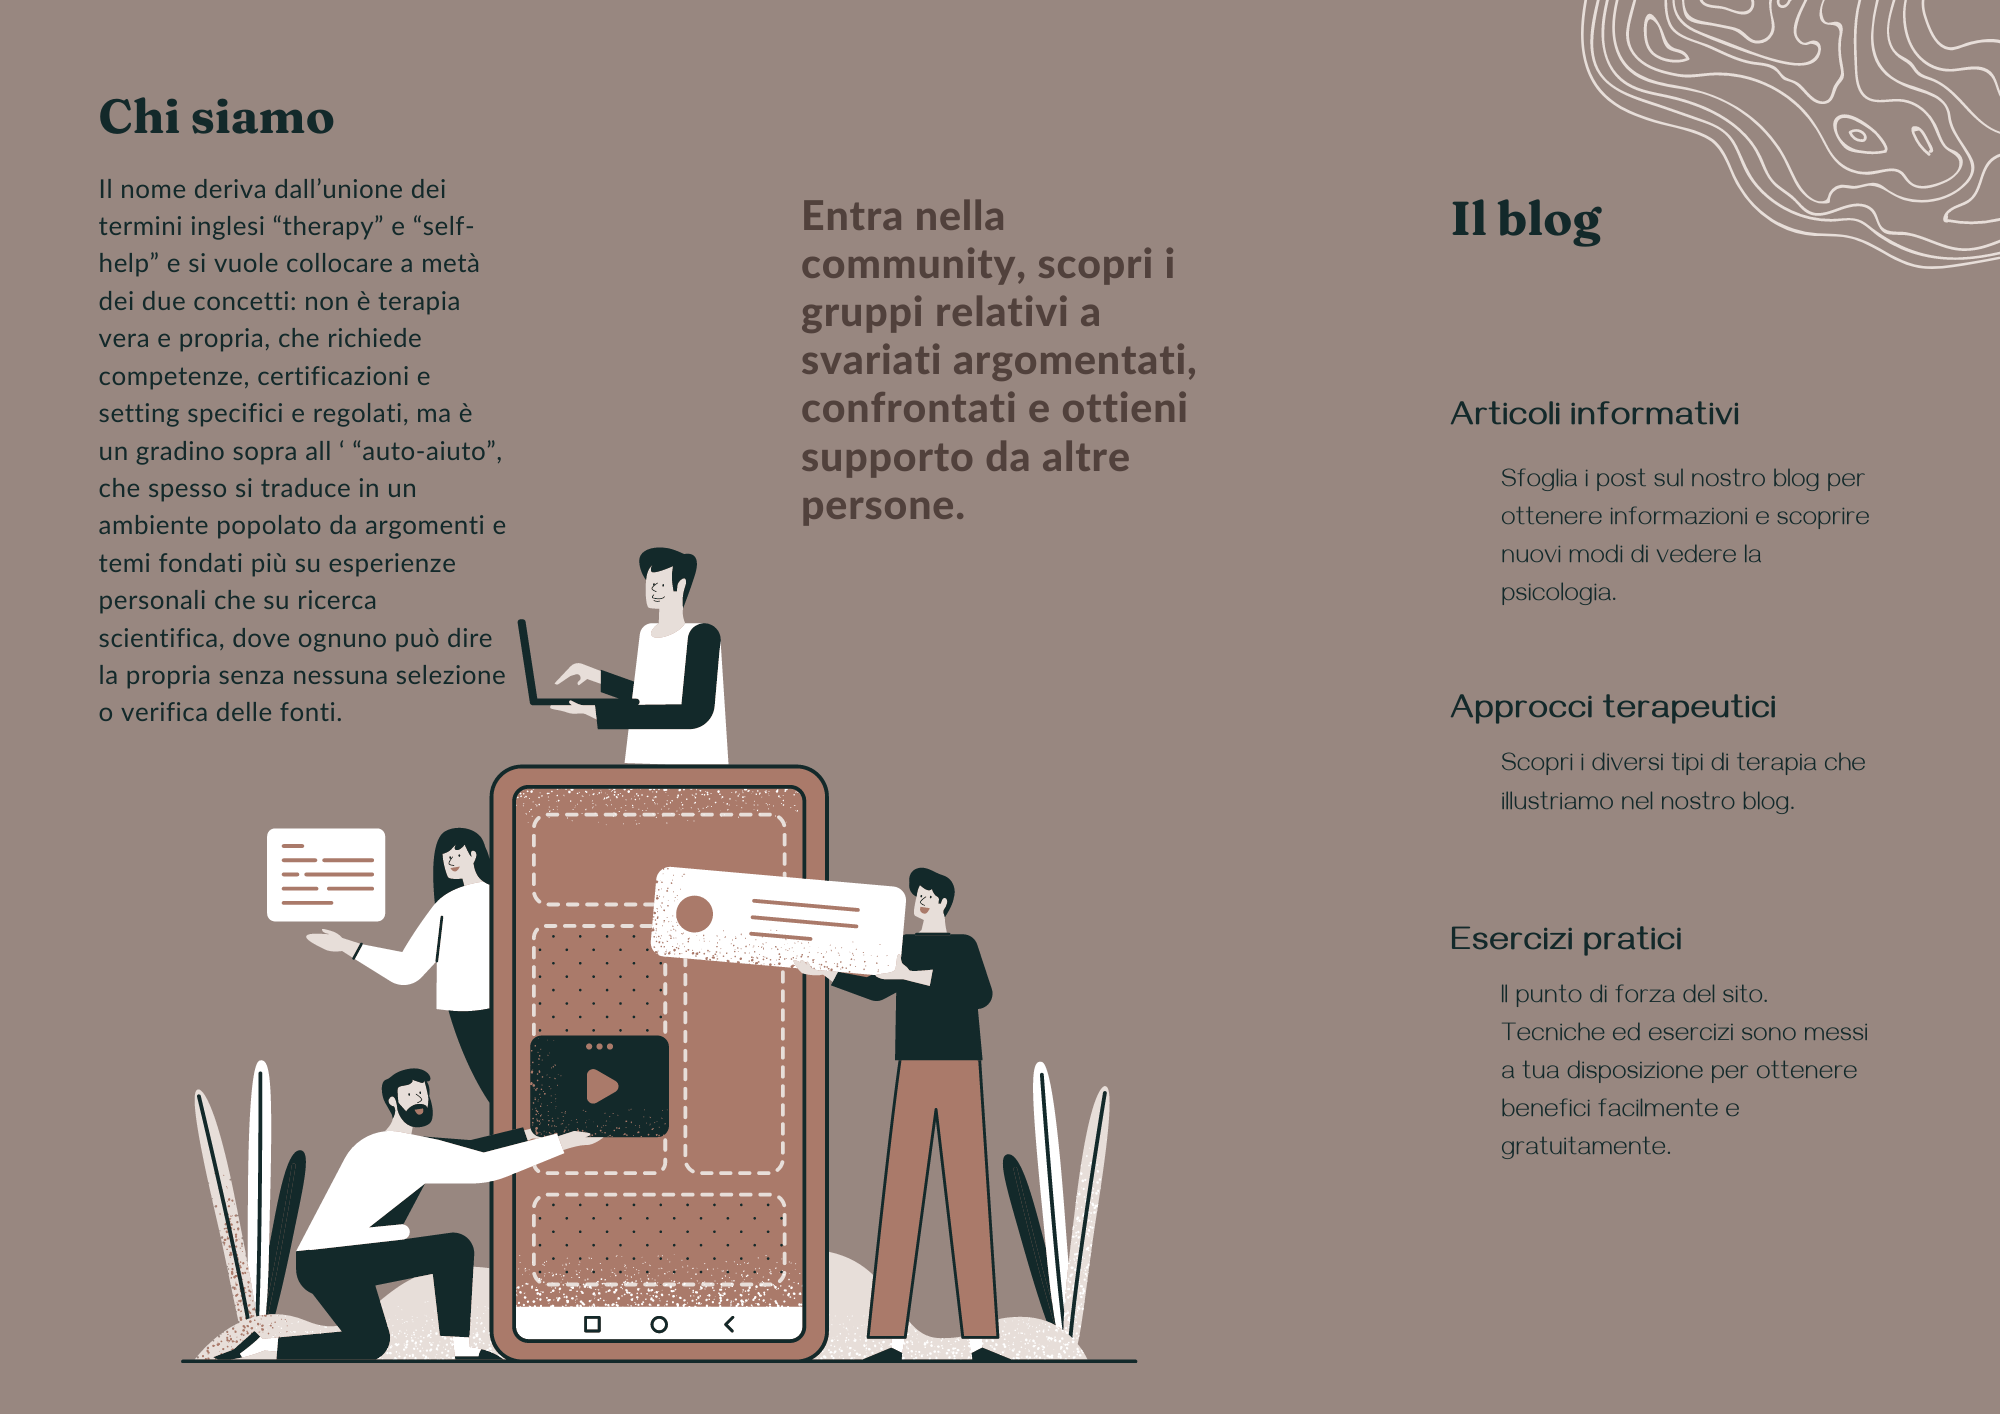 Chi siamo
Il nome deriva dall’unione dei
termini inglesi “therapy” e “self-
help” e si vuole collocare a metà
dei due concetti: non è terapia
vera e propria, che richiede
competenze, certificazioni e
setting specifici e regolati, ma è
un gradino sopra all ‘ “auto-aiuto”,
che spesso si traduce in un
ambiente popolato da argomenti e
temi fondati più su esperienze
personali che su ricerca
scientifica, dove ognuno può dire
la propria senza nessuna selezione
o verifica delle fonti.
Entra nella
community, scopri i
gruppi relativi a
svariati argomentati,
confrontati e ottieni
supporto da altre
persone.
Il blog
Articoli informativi
Sfoglia i post sul nostro blog per
ottenere informazioni e scoprire
nuovi modi di vedere la
psicologia.
Approcci terapeutici
Scopri i diversi tipi di terapia che
illustriamo nel nostro blog.
Esercizi pratici
Il punto di forza del sito.
Tecniche ed esercizi sono messi
a tua disposizione per ottenere
benefici facilmente e
gratuitamente.